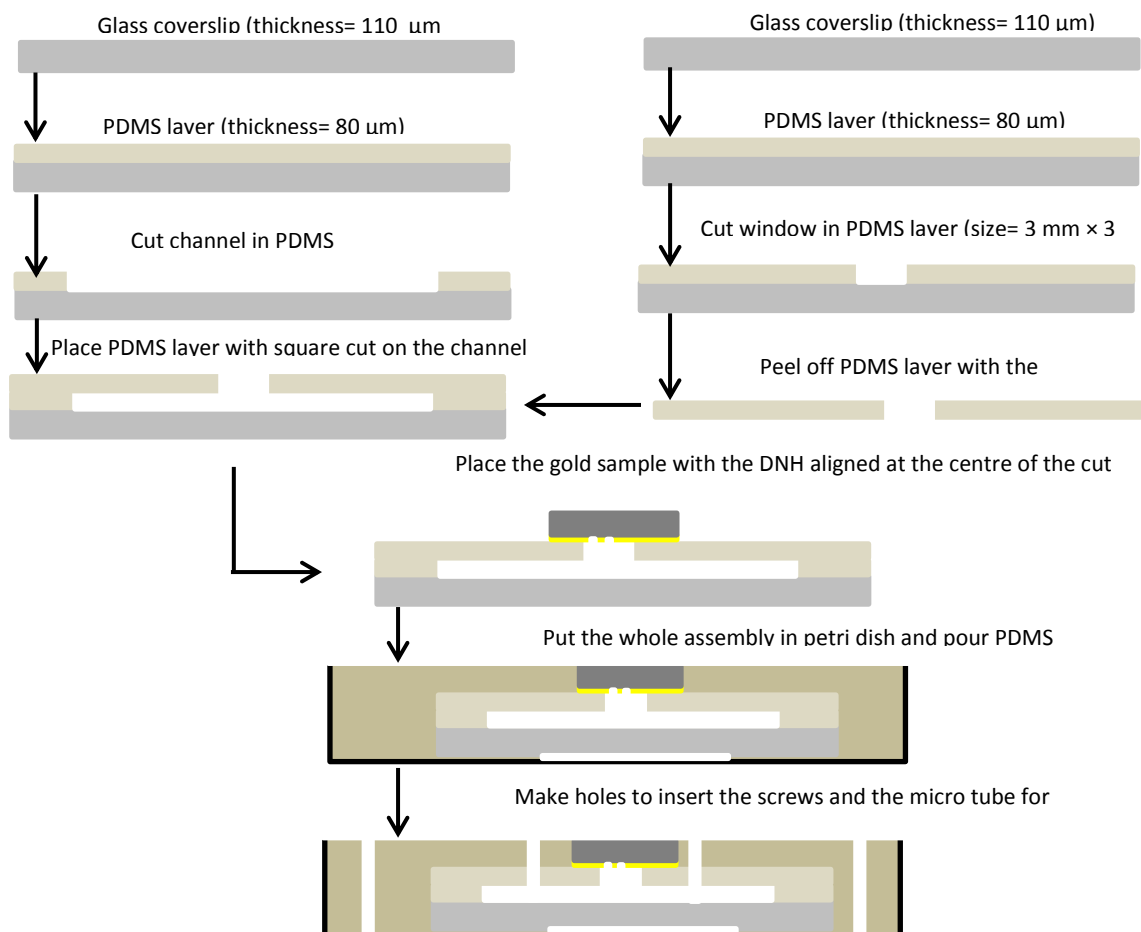 Glass coverslip (thickness= 110 µm
Glass coverslip (thickness= 110 µm)
PDMS layer (thickness= 80 µm)
PDMS layer (thickness= 80 µm)
Cut channel in PDMS
Cut window in PDMS layer (size= 3 mm × 3
Place PDMS layer with square cut on the channel
Peel off PDMS layer with the
Place the gold sample with the DNH aligned at the centre of the cut
Put the whole assembly in petri dish and pour PDMS
Make holes to insert the screws and the micro tube for